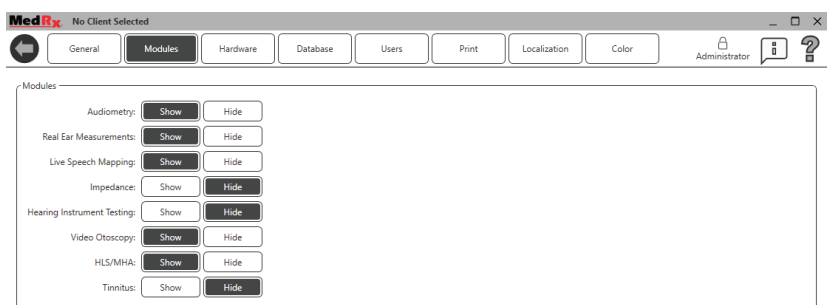 MedRx No Client Selected
General Modules Hardware Database Users Print Localization Color Administrator
Modules
Audiometry: Show Hide
Real Ear Measurements: Show Hide
Live Speech Mapping: Show Hide
Impedance: Show Hide
Hearing Instrument Testing: Show Hide
Video Otoscopy: Show Hide
HLS/MHA: Show Hide
Tinnitus: Show Hide